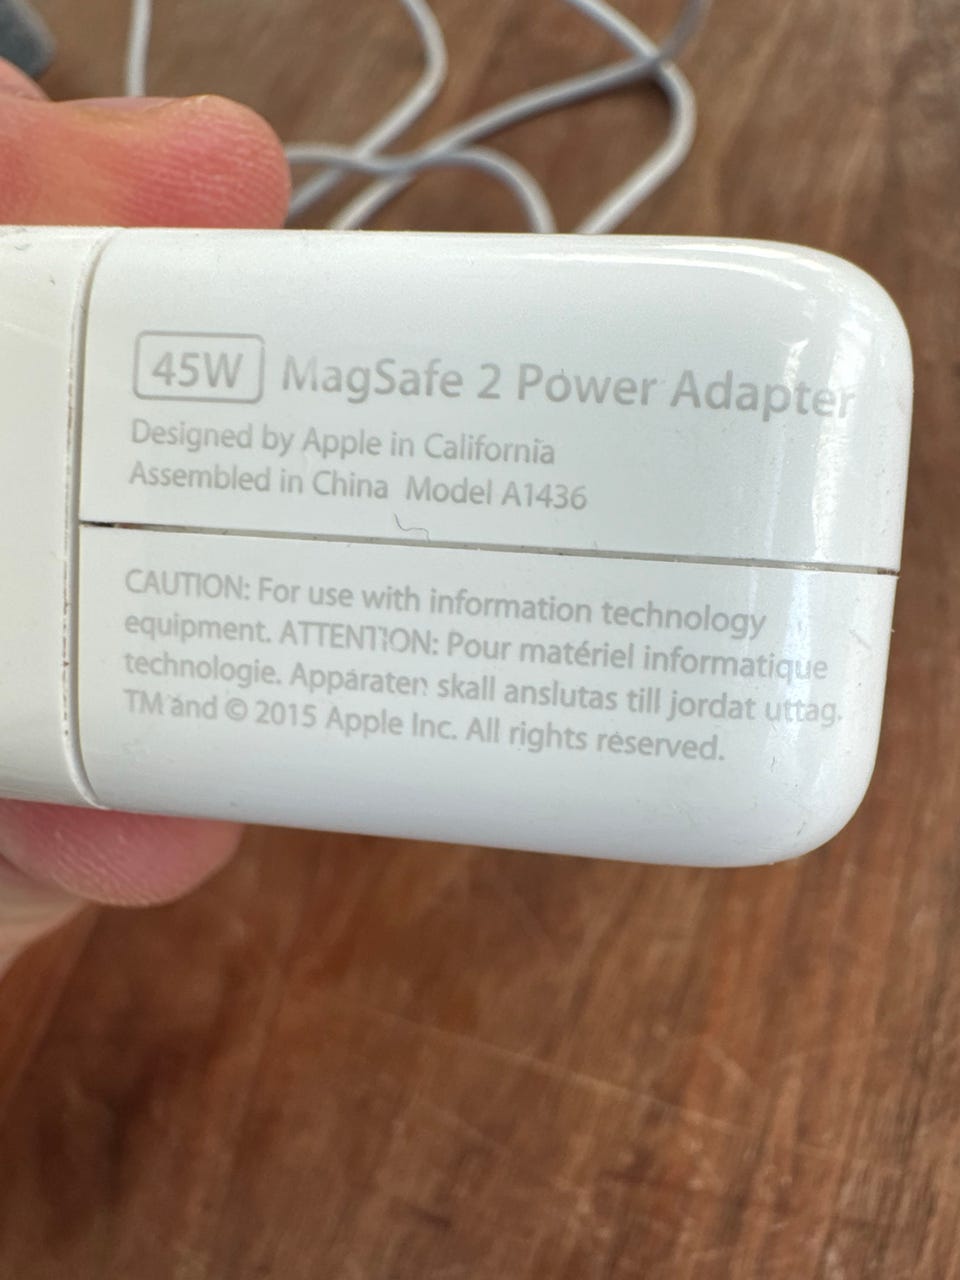 45W MagSafe 2 Power Adapter
Designed by Apple in California
Assembled in China Model A1436
CAUTION: For use with information technology
equipment. ATTENTION: Pour matériel informatique
technologie. Apparaten skall anslutas till jordat uttag.
TM and © 2015 Apple Inc. All rights reserved.